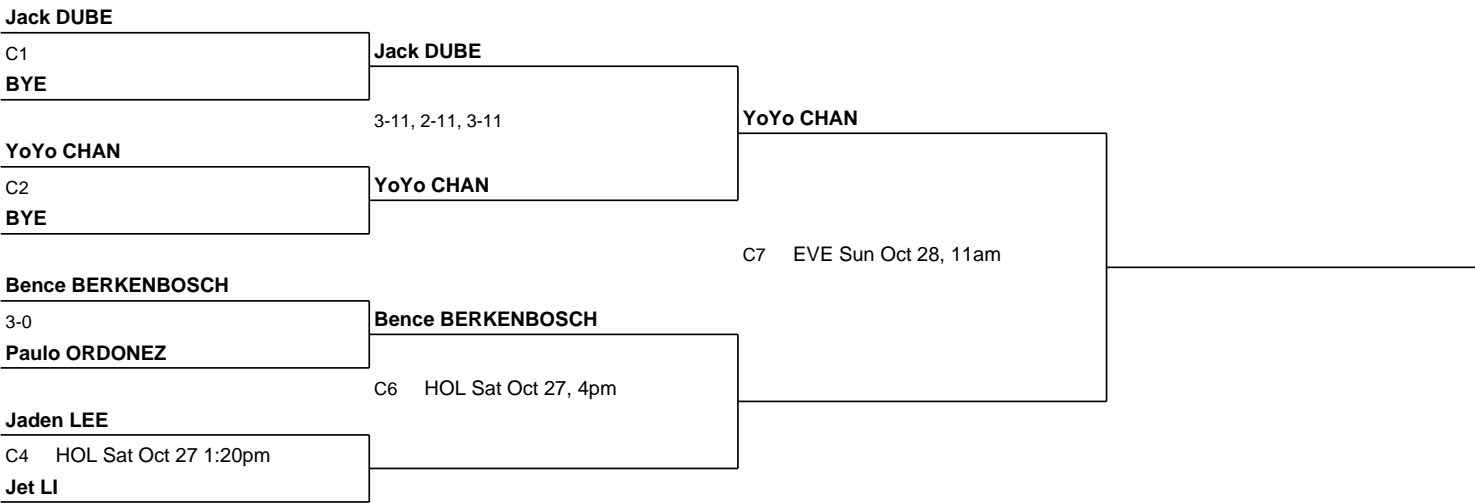 Jack DUBE
C1
Jack DUBE
BYE
3-11, 2-11, 3-11
YoYo CHAN
YoYo CHAN
C2
YoYo CHAN
BYE
C7 EVE Sun Oct 28, 11am
Bence BERKENBOSCH
3-0
Bence BERKENBOSCH
Paulo ORDONEZ
C6 HOL Sat Oct 27, 4pm
Jaden LEE
C4 HOL Sat Oct 27 1:20pm
Jet LI